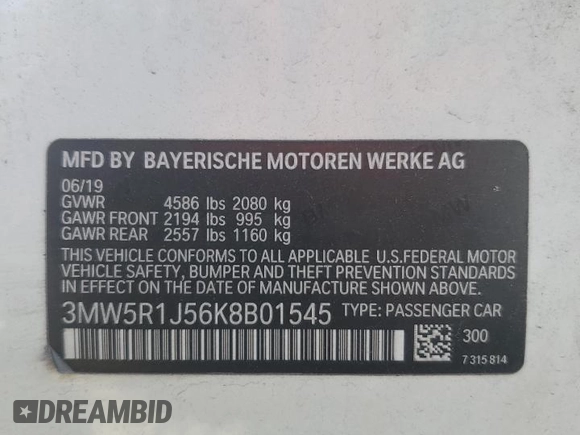 MFD BY BAYERISCHE MOTOREN WERKE AG
06/19
GVWR 4586 lbs 2080 kg
GAWR FRONT 2194 lbs 995 kg
GAWR REAR 2557 lbs 1160 kg
THIS VEHICLE CONFORMS TO ALL APPLICABLE U.S.FEDERAL MOTOR
VEHICLE SAFETY, BUMPER AND THEFT PREVENTION STANDARDS
IN EFFECT ON THE DATE OF MANUFACTURE SHOWN ABOVE.
3MW5R1J56K8B01545 TYPE: PASSENGER CAR
300
7 315 814
DREAMBID